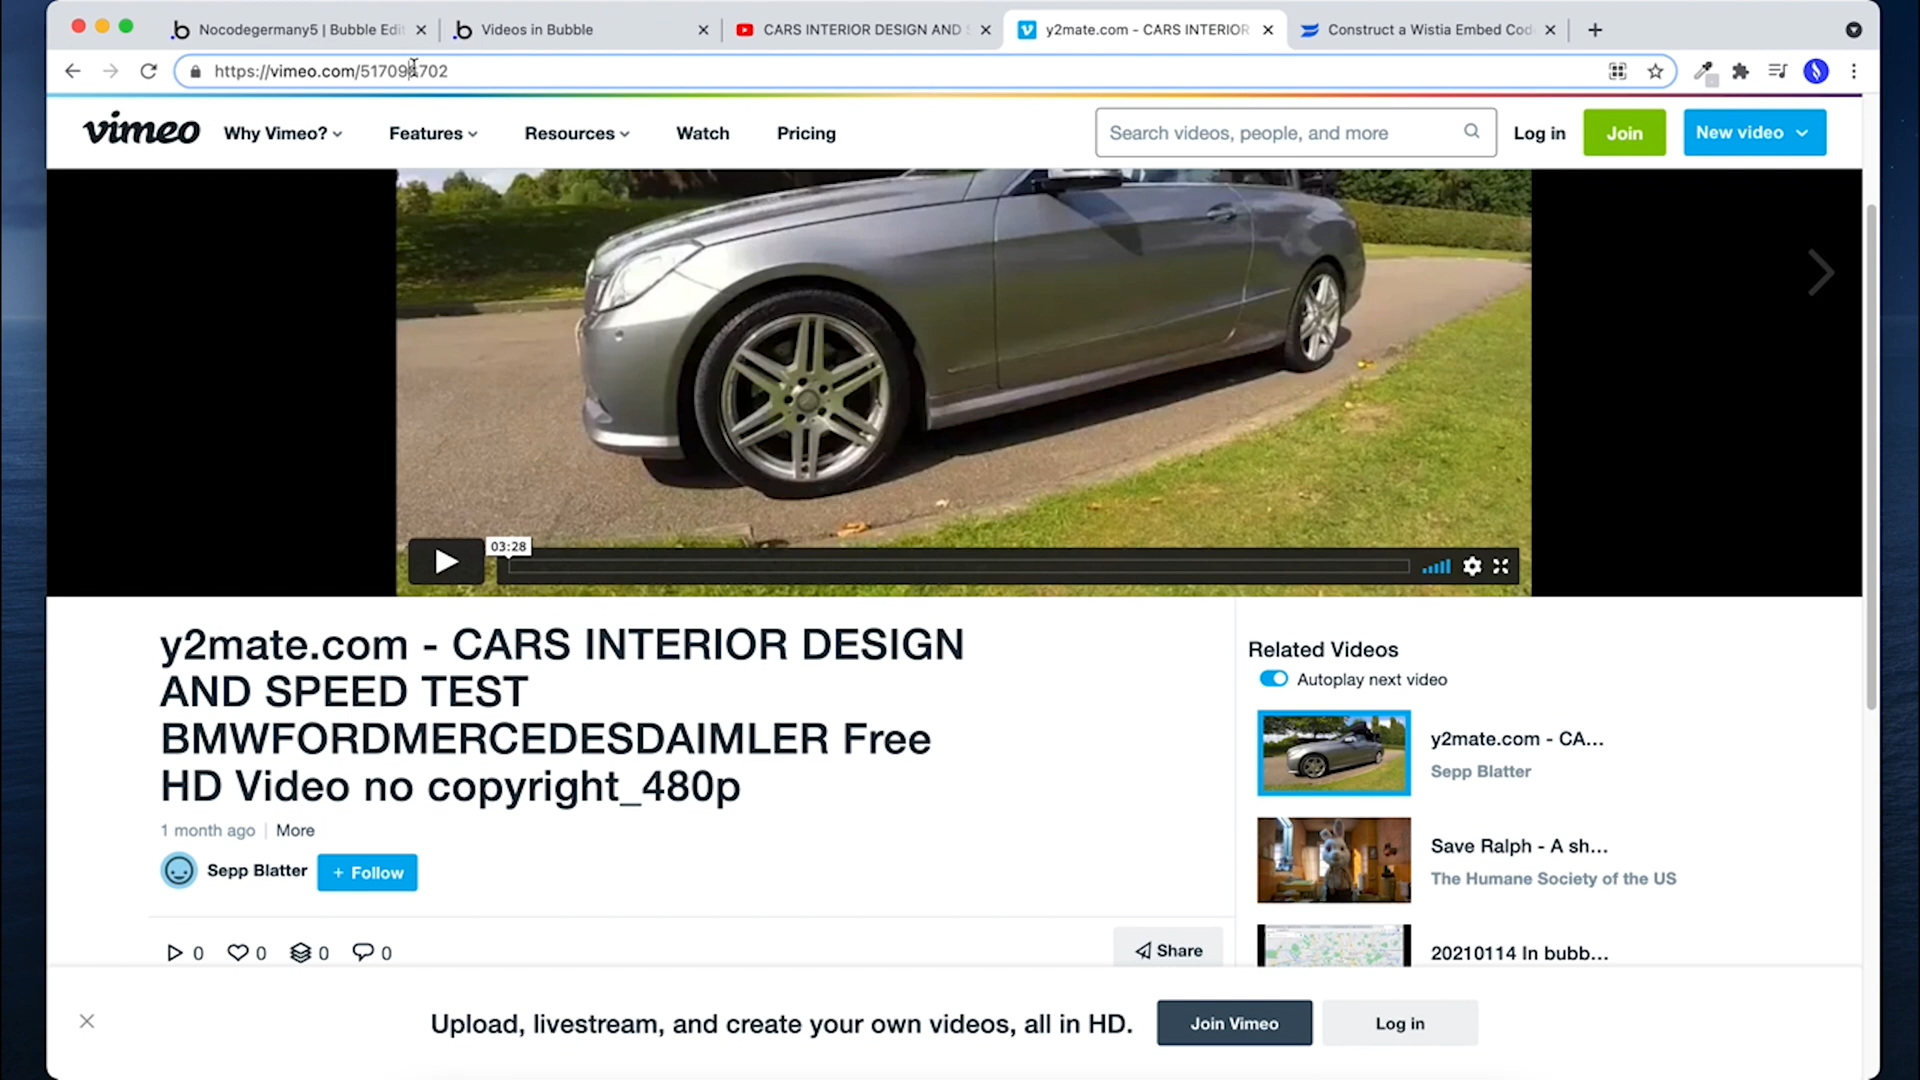 Nocodegermany5 | Bubble Edit
Videos in Bubble
CARS INTERIOR DESIGN AND S
y2mate.com - CARS INTERIOR
Construct a Wistia Embed Cod
vimeo
Why Vimeo?
Features
Resources
Watch
Pricing
Search videos, people, and more
Log in
Join
New video
03:28
y2mate.com - CARS INTERIOR DESIGN
AND SPEED TEST
BMWFORDMERCEDESDAIMLER Free
HD Video no copyright_480p
1 month ago
More
Sepp Blatter
+ Follow
0
0
0
0
Share
Related Videos
Autoplay next video
y2mate.com - CA...
Sepp Blatter
Save Ralph - A sh...
The Humane Society of the US
20210114 In bubb...
Upload, livestream, and create your own videos, all in HD.
Join Vimeo
Log in